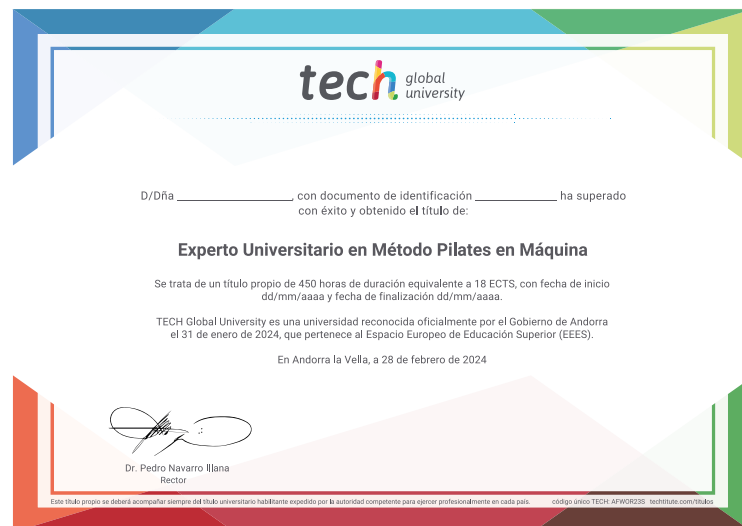 tech global university
D/Dña ____________________, con documento de identificación ______________ ha superado
con éxito y obtenido el título de:
Experto Universitario en Método Pilates en Máquina
Se trata de un título propio de 450 horas de duración equivalente a 18 ECTS, con fecha de inicio
dd/mm/aaaa y fecha de finalización dd/mm/aaaa.
TECH Global University es una universidad reconocida oficialmente por el Gobierno de Andorra
el 31 de enero de 2024, que pertenece al Espacio Europeo de Educación Superior (EEES).
En Andorra la Vella, a 28 de febrero de 2024
Dr. Pedro Navarro Illana
Rector
Este título propio se deberá acompañar siempre del título universitario habilitante expedido por la autoridad competente para ejercer profesionalmente en cada país. código único TECH: AFWOR23S techtitute.com/titulos